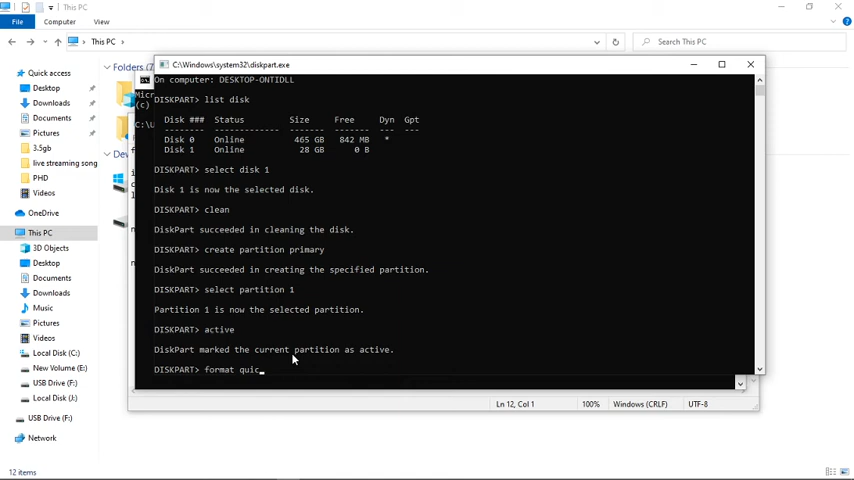 This PC
File
Computer
View
This PC
Search This PC
Quick access
Desktop
Downloads
Documents
Pictures
3.5gb
live streaming song
PHD
Videos
OneDrive
This PC
3D Objects
Desktop
Documents
Downloads
Music
Pictures
Videos
Local Disk (C:)
New Volume (E:)
USB Drive (F:)
Local Disk (J:)
USB Drive (F:)
Network
12 items
Folders (7
C:\Windows\system32\diskpart.exe
On computer: DESKTOP-ONTIDLL
DISKPART> list disk
Disk ### Status Size Free Dyn Gpt
-------- ------------- ------- ------- --- ---
Disk 0 Online 465 GB 842 MB *
Disk 1 Online 28 GB 0 B
DISKPART> select disk 1
Disk 1 is now the selected disk.
DISKPART> clean
DiskPart succeeded in cleaning the disk.
DISKPART> create partition primary
DiskPart succeeded in creating the specified partition.
DISKPART> select partition 1
Partition 1 is now the selected partition.
DISKPART> active
DiskPart marked the current partition as active.
DISKPART> format quic_
Ln 12, Col 1
100%
Windows (CRLF)
UTF-8